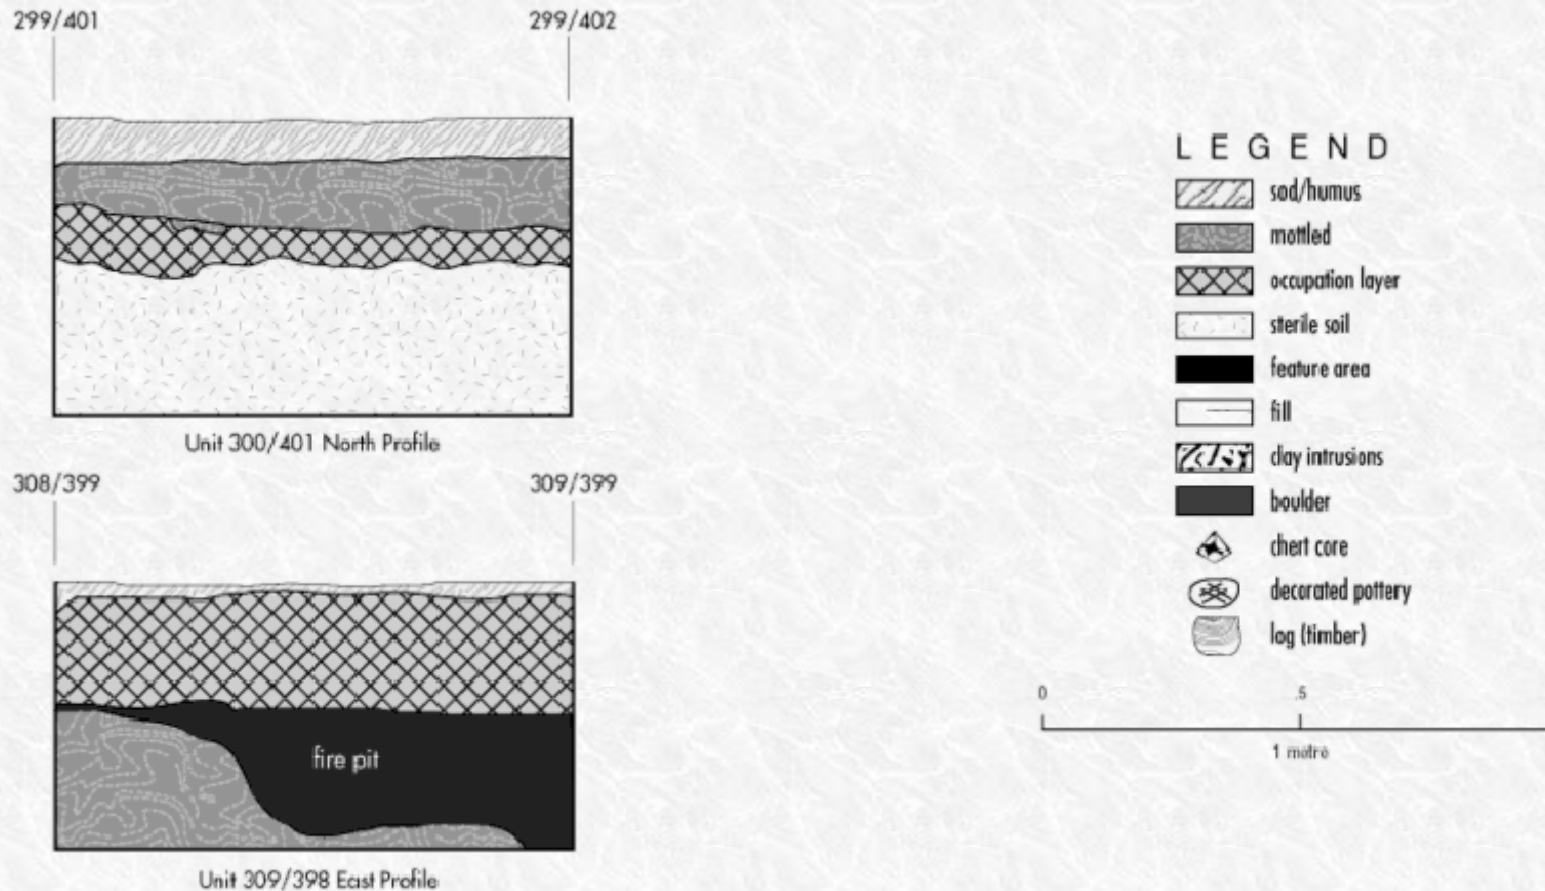 299/401
299/402
Unit 300/401 North Profile
308/399
309/399
fire pit
Unit 309/398 East Profile
LEGEND
sod/humus
mottled
occupation layer
sterile soil
feature area
fill
clay intrusions
boulder
chert core
decorated pottery
log (timber)
0
.5
1 metre